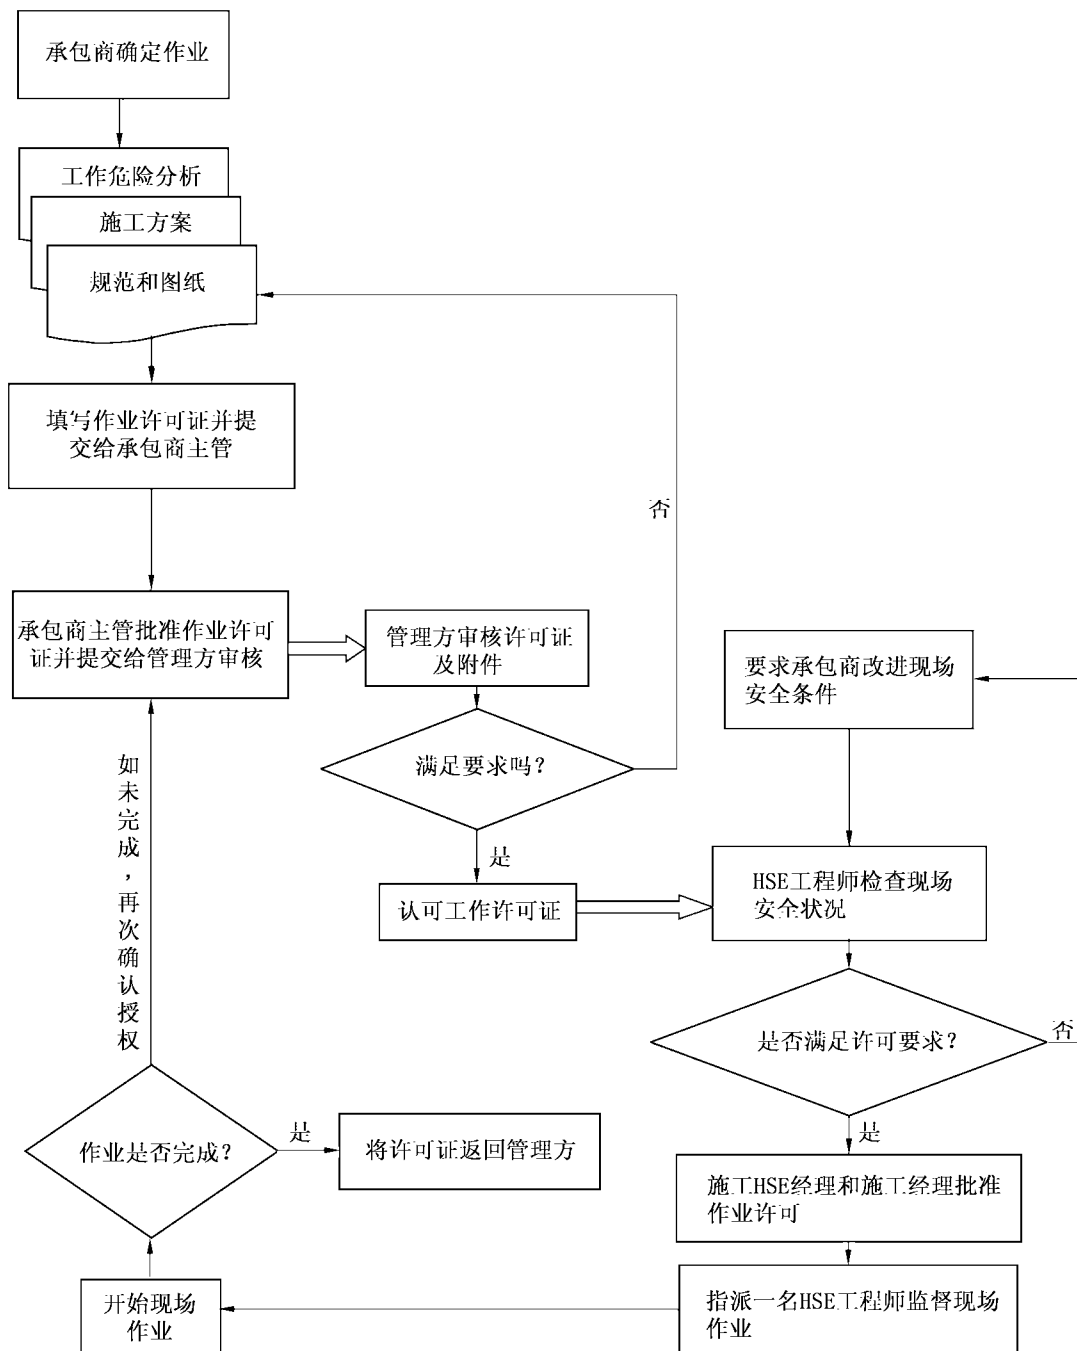 承包商确定作业
工作危险分析
施工方案
规范和图纸
填写作业许可证并提
交给承包商主管
否
承包商主管批准作业许可
证并提交给管理方审核
管理方审核许可证
及附件
要求承包商改进现场
安全条件
满足要求吗？
如未完成，再次确认授权
是
认可工作许可证
HSE工程师检查现场
安全状况
是否满足许可要求？
否
作业是否完成？
是
将许可证返回管理方
是
施工HSE经理和施工经理批准
作业许可
开始现场
作业
指派一名HSE工程师监督现场
作业